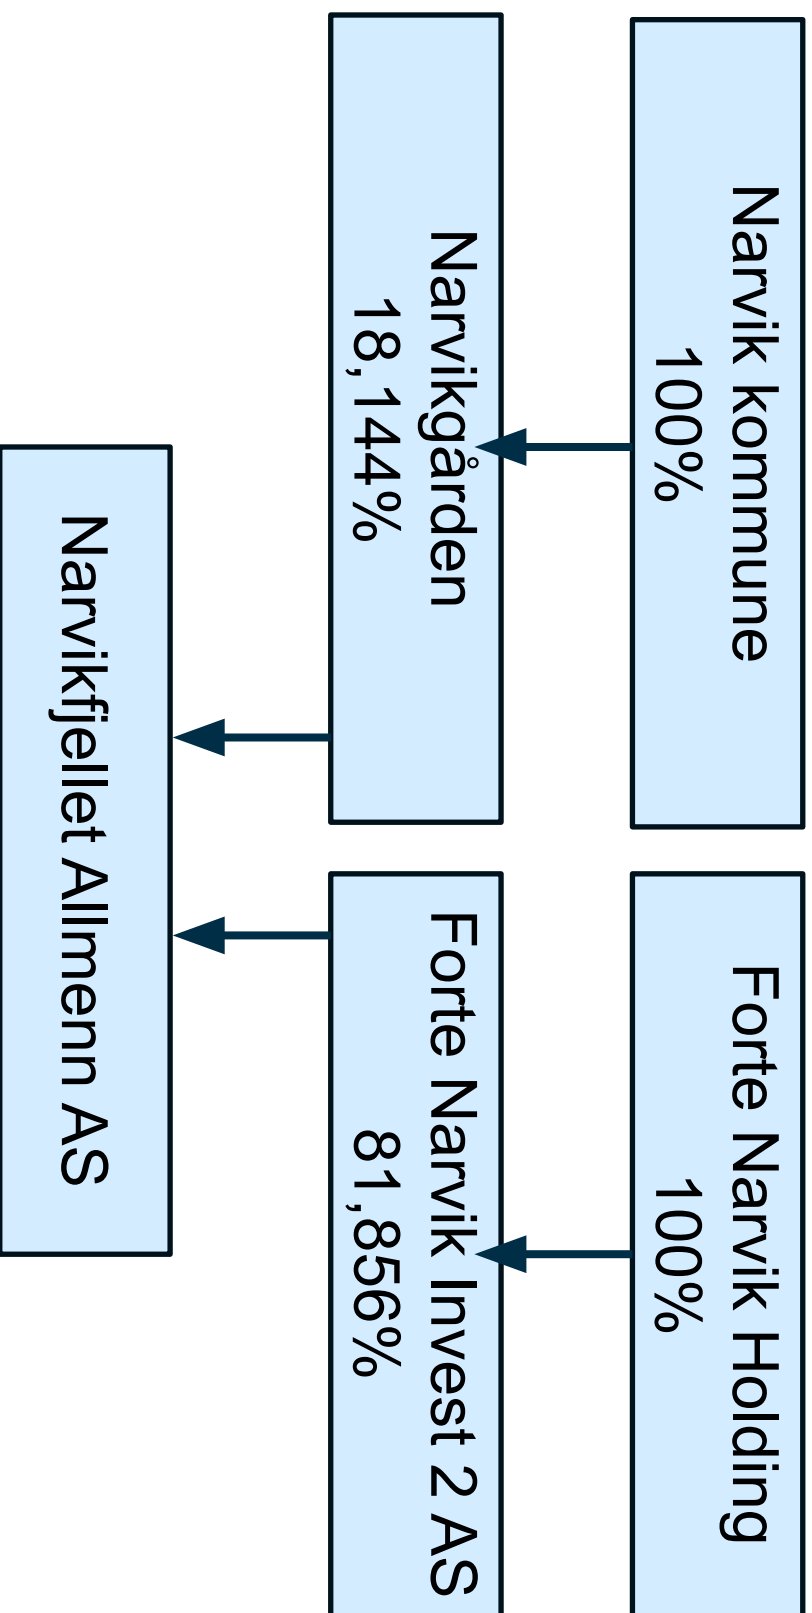 Narvik kommune
100%
Forte Narvik Holding
100%
Narvikgården
18,144%
Forte Narvik Invest 2 AS
81,856%
Narvikfjellet Allmenn AS